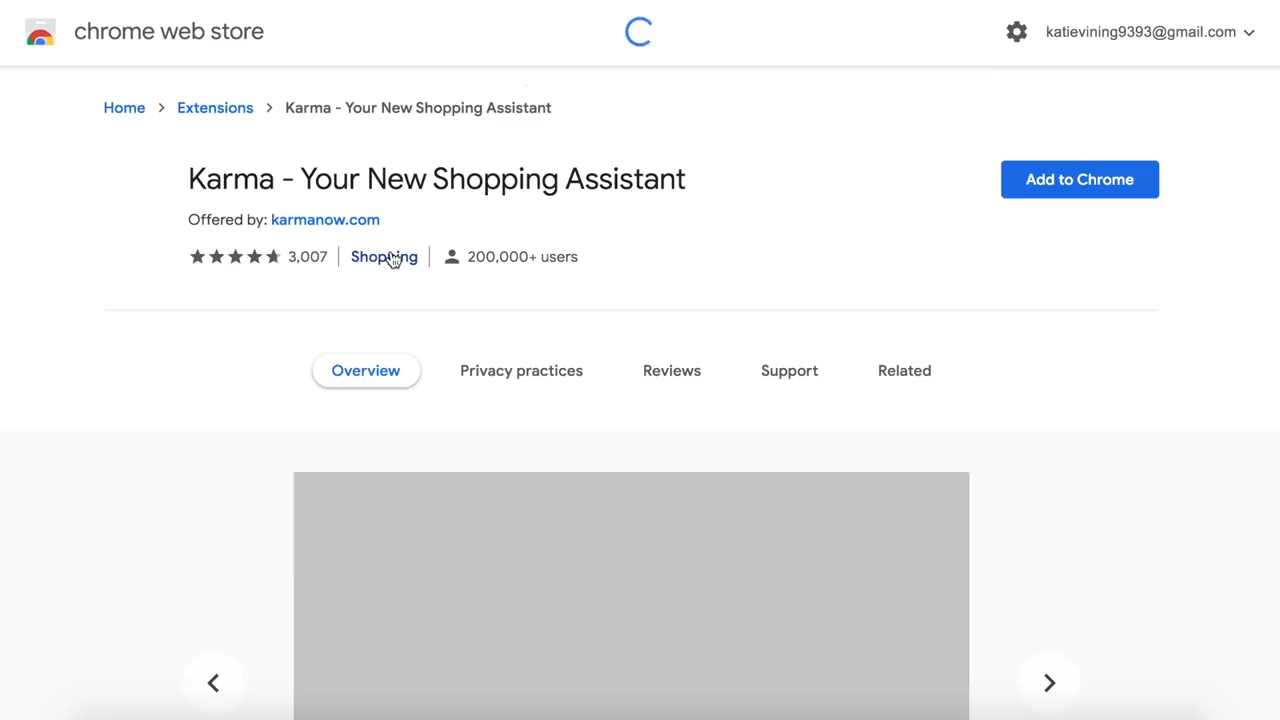 chrome web store
katievining9393@gmail.com
Home > Extensions > Karma - Your New Shopping Assistant
Karma - Your New Shopping Assistant
Add to Chrome
Offered by: karmanow.com
3,007 | Shopping | 200,000+ users
Overview
Privacy practices
Reviews
Support
Related